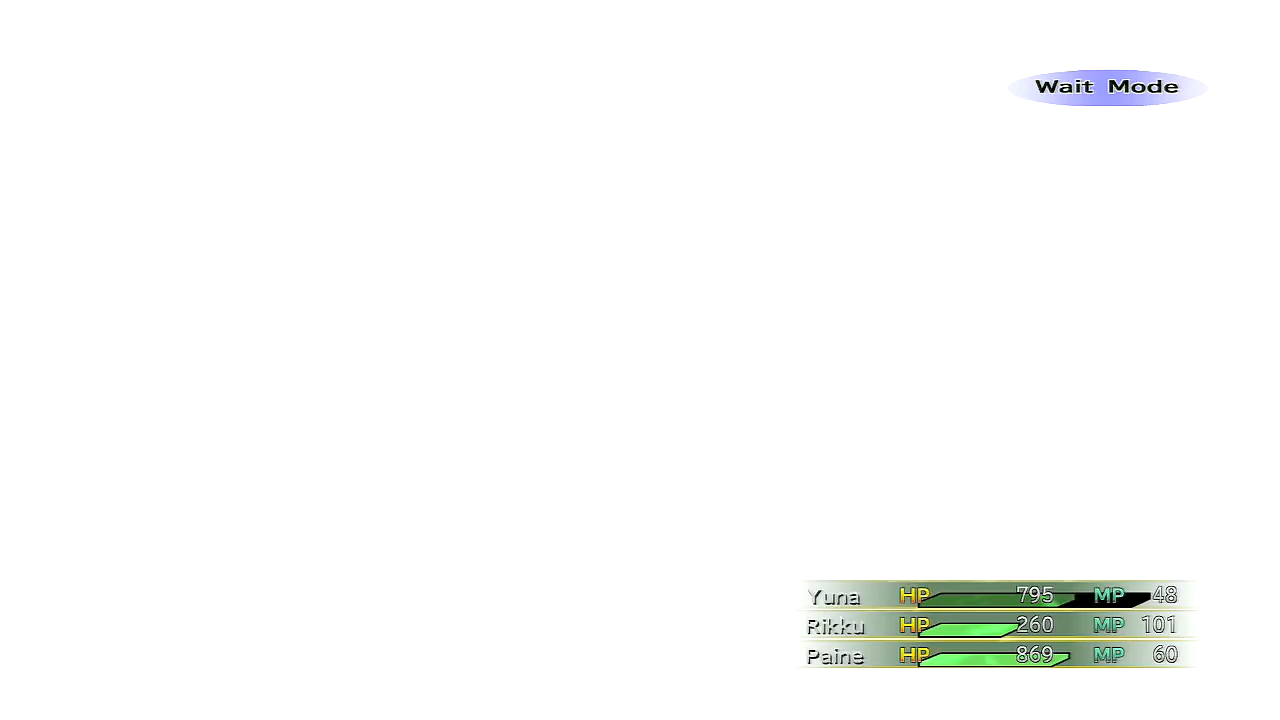 Wait Mode
Yuna HP 795 MP 48
Rikku HP 260 MP 101
Paine HP 869 MP 60